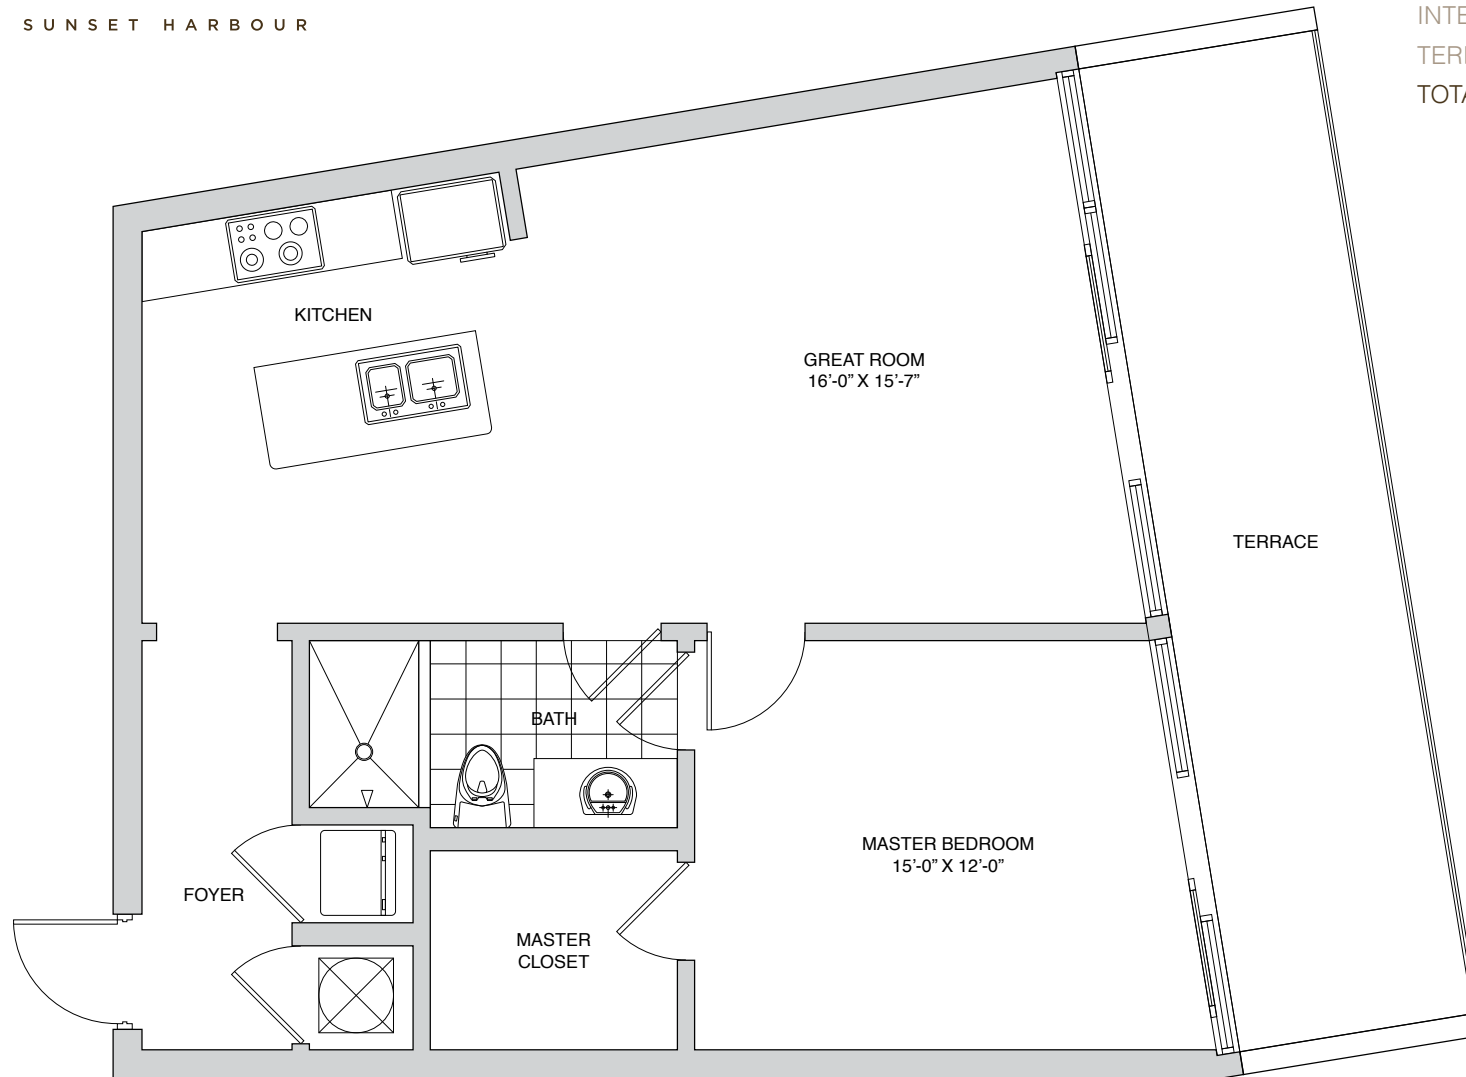 SUNSET HARBOUR
TOTA
KITCHEN
GREAT ROOM
16'-0” X 15'-7”
TERRACE
BATH
MASTER BEDROOM
15'-0” X 12'-0”
FOYER
MASTER
CLOSET